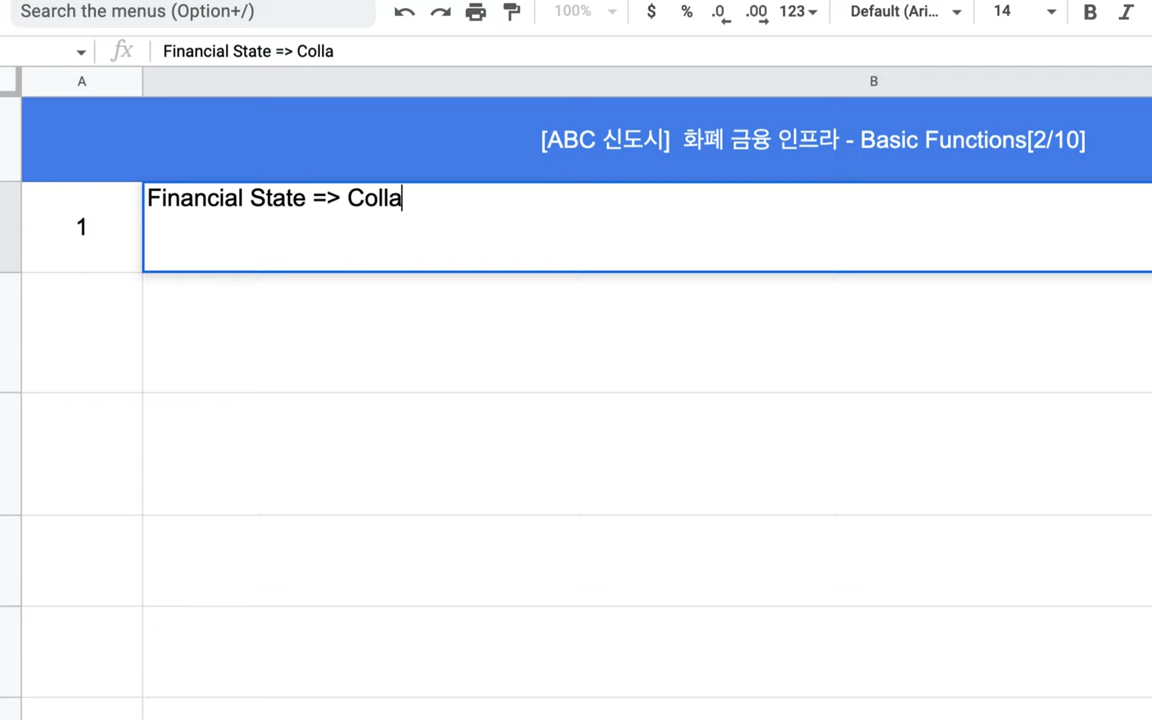 Search the menus (Option+/)
100%
$ % .0 .00 123
Default (Ari...
14
B I
fx Financial State => Colla
A B
[ABC 신도시] 화폐 금융 인프라 - Basic Functions[2/10]
1 Financial State => Colla